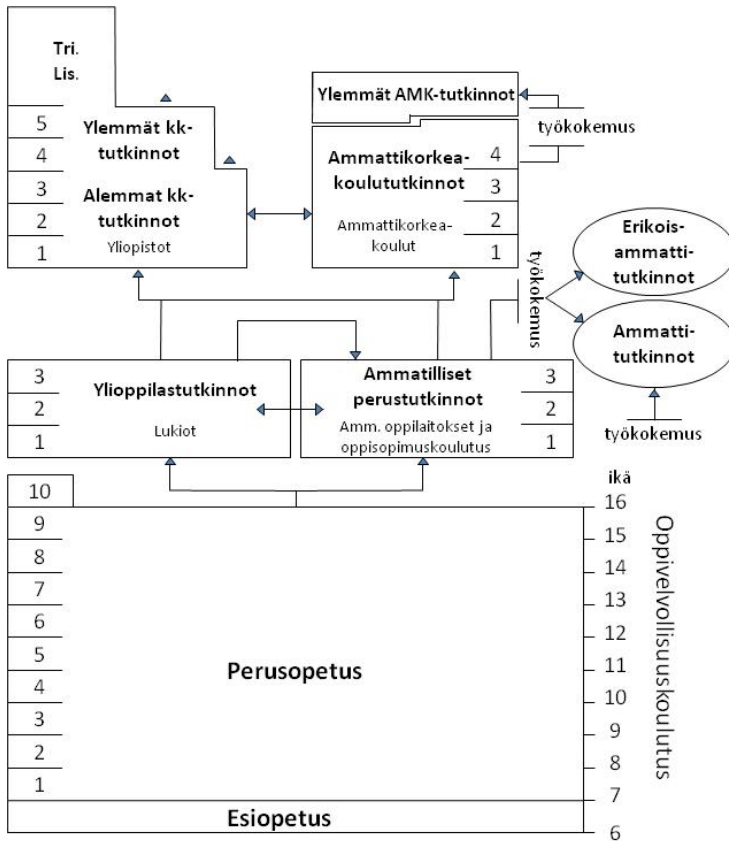 Tri.
Lis.
5
4
3
2
1
Ylemmät kk-
tutkinnot
Alemmat kk-
tutkinnot
Yliopistot
Ylemmät AMK-tutkinnot
työkokemus
Ammattikorkea-
koulututkinnot
Ammattikorkea-
koulut
4
3
2
1
työkokemus
Erikois-
ammatti-
tutkinnot
Ammatti-
tutkinnot
työkokemus
3
2
1
Ylioppilastutkinnot
Lukiot
Ammatilliset
perustutkinnot
Amm. oppilaitokset ja
oppisopimuskoulutus
3
2
1
10
9
8
7
6
5
4
3
2
1
Perusopetus
Esiopetus
ikä
16
15
14
13
12
11
10
9
8
7
6
Oppivelvollisuuskoulutus